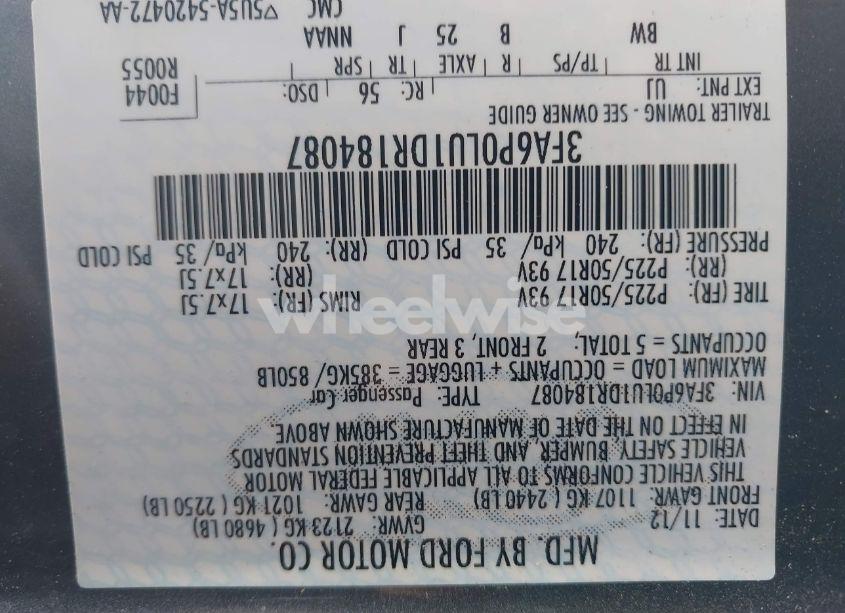 MFD. BY FORD MOTOR CO.
DATE: 11/12 GVWR: 2123 KG ( 4680 LB)
FRONT GAWR: 1107 KG ( 2440 LB) REAR GAWR: 1021 KG ( 2250 LB)
THIS VEHICLE CONFORMS TO ALL APPLICABLE FEDERAL MOTOR
VEHICLE SAFETY, BUMPER, AND THEFT PREVENTION STANDARDS
IN EFFECT ON THE DATE OF MANUFACTURE SHOWN ABOVE.
VIN: 3FA6P0LU1DR184087 TYPE: Passenger Car
MAXIMUM LOAD = OCCUPANTS + LUGGAGE = 385KG/ 850LB
OCCUPANTS = 5 TOTAL; 2 FRONT, 3 REAR
TIRE (FR): P225/50R17 93V RIMS (FR): 17x7.5J
(RR): P225/50R17 93V (RR): 17x7.5J
PRESSURE (FR): 240 kPa/ 35 PSI COLD (RR): 240 kPa/ 35 PSI COLD
3FA6P0LU1DR184087
TRAILER TOWING - SEE OWNER GUIDE
EXT PNT: UJ RC: 56 DSO: F0044
INT TR TP/PS R AXLE TR SPR R0055
BW B 25 J NNAAN
CMC ▽5U5A-5420472-AA
wheelwise